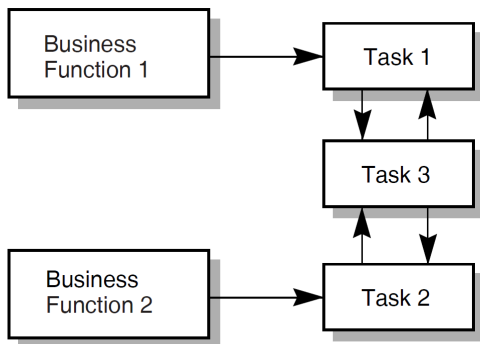 Business
Function 1
Task 1
Task 3
Business
Function 2
Task 2